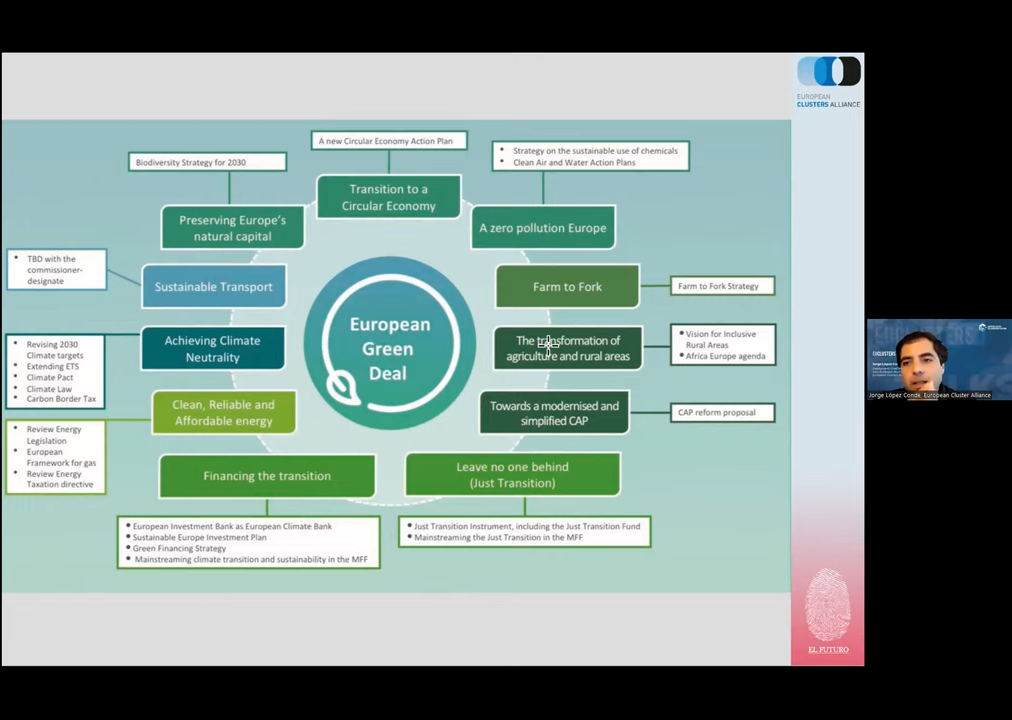 EUROPEAN
CLUSTERS ALLIANCE
A new Circular Economy Action Plan
Biodiversity Strategy for 2030
• Strategy on the sustainable use of chemicals
• Clean Air and Water Action Plans
Transition to a
Circular Economy
Preserving Europe's
natural capital
A zero pollution Europe
• TBD with the
commissioner-
designate
Sustainable Transport
Farm to Fork
Farm to Fork Strategy
European
Green
Deal
Achieving Climate
Neutrality
The transformation of
agriculture and rural areas
• Vision for Inclusive
Rural Areas
• Africa Europe agenda
• Revising 2030
Climate targets
• Extending ETS
• Climate Pact
• Climate Law
• Carbon Border Tax
Clean, Reliable and
Affordable energy
Towards a modernised and
simplified CAP
CAP reform proposal
• Review Energy
Legislation
• European
Framework for gas
• Review Energy
Taxation directive
Financing the transition
Leave no one behind
(Just Transition)
• European Investment Bank as European Climate Bank
• Sustainable Europe Investment Plan
• Green Financing Strategy
• Mainstreaming climate transition and sustainability in the MFF
• Just Transition Instrument, including the Just Transition Fund
• Mainstreaming the Just Transition in the MFF
EL FUTURO
Jorge López Conde. European Cluster Alliance